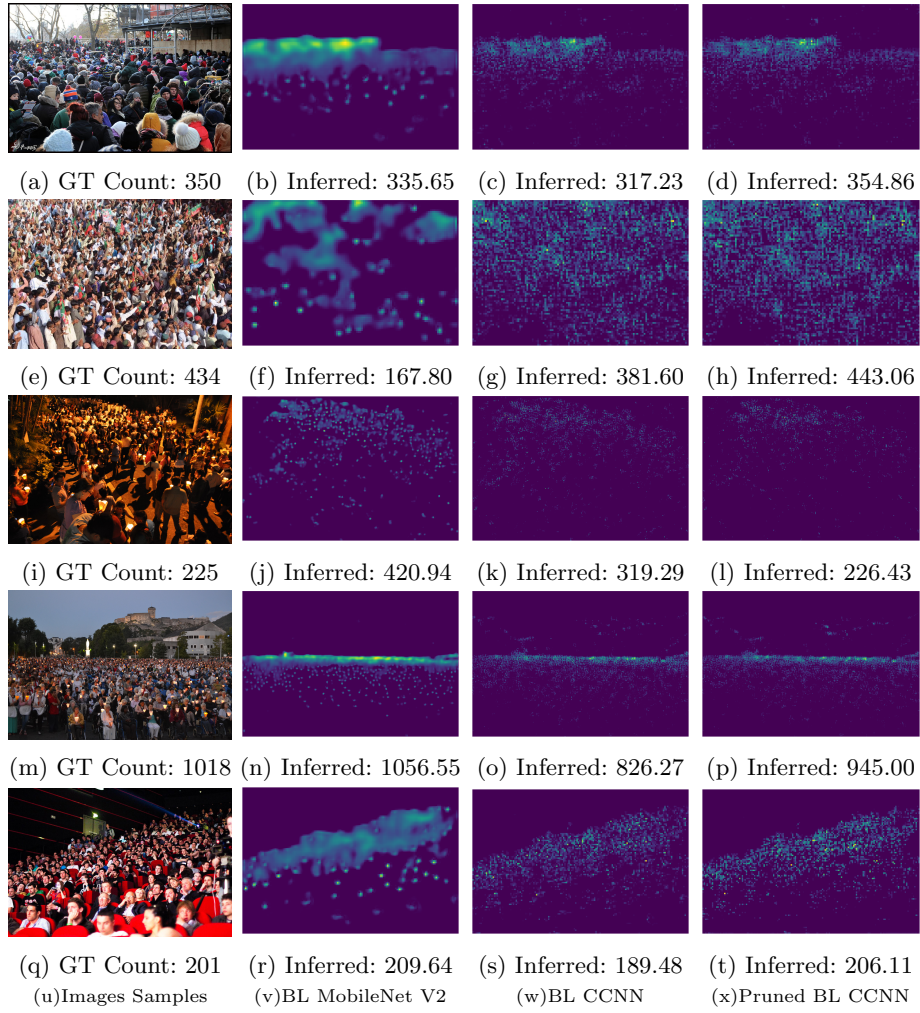 (a) GT Count: 350 (b) Inferred: 335.65 (c) Inferred: 317.23 (d) Inferred: 354.86
(e) GT Count: 434 (f) Inferred: 167.80 (g) Inferred: 381.60 (h) Inferred: 443.06
(i) GT Count: 225 (j) Inferred: 420.94 (k) Inferred: 319.29 (l) Inferred: 226.43
(m) GT Count: 1018 (n) Inferred: 1056.55 (o) Inferred: 826.27 (p) Inferred: 945.00
(q) GT Count: 201 (r) Inferred: 209.64 (s) Inferred: 189.48 (t) Inferred: 206.11
(u)Images Samples (v)BL MobileNet V2 (w)BL CCNN (x)Pruned BL CCNN